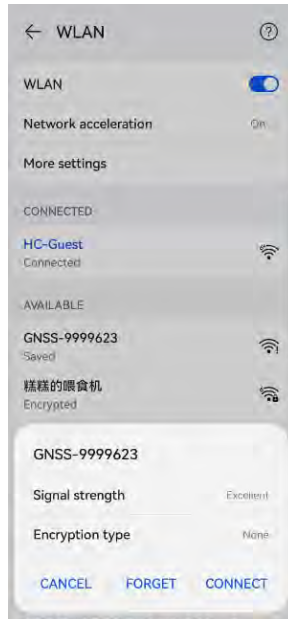 WLAN
WLAN
Network acceleration On
More settings
CONNECTED
HC-Guest
Connected
AVAILABLE
GNSS-9999623
Saved
糕糕的喂食机
Encrypted
GNSS-9999623
Signal strength Excellent
Encryption type None
CANCEL FORGET CONNECT